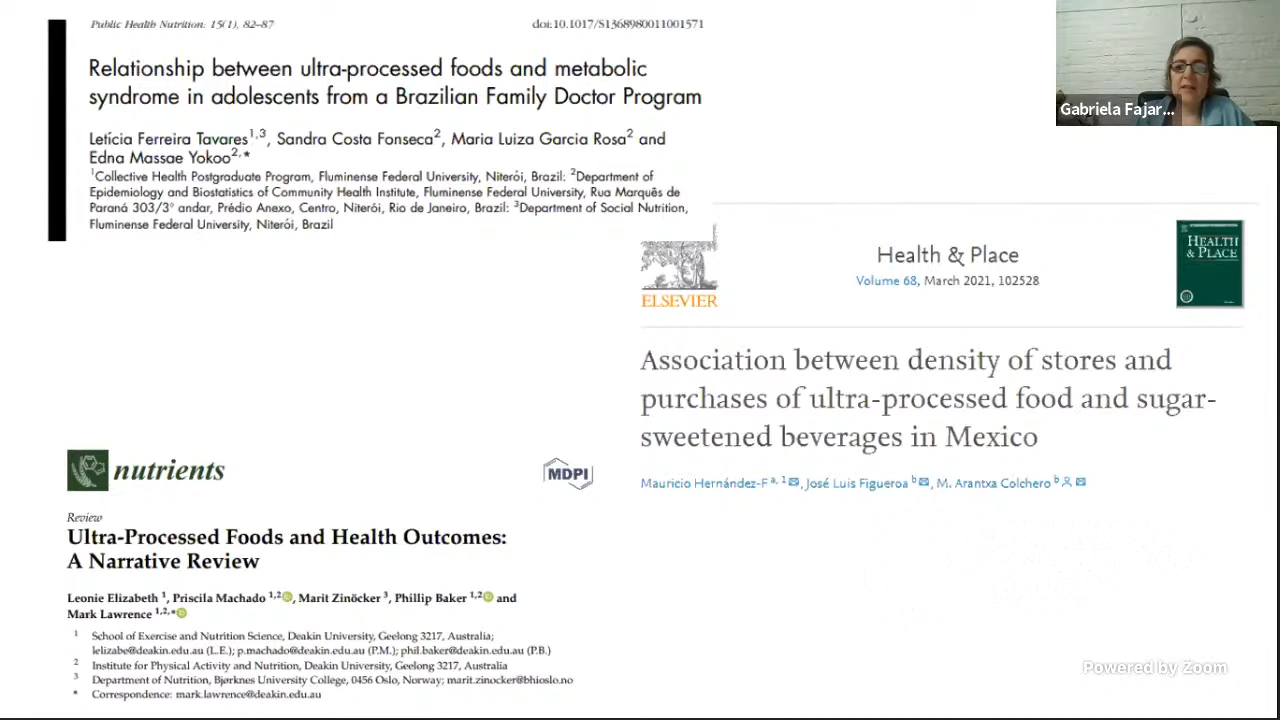 Public Health Nutrition: 15(1), 82–87
doi:10.1017/S1368980011001571
Relationship between ultra-processed foods and metabolic
syndrome in adolescents from a Brazilian Family Doctor Program
Letícia Ferreira Tavares1,3, Sandra Costa Fonseca2, Maria Luiza Garcia Rosa2 and
Edna Massae Yokoo2,*
1Collective Health Postgraduate Program, Fluminense Federal University, Niterói, Brazil: 2Department of
Epidemiology and Biostatistics of Community Health Institute, Fluminense Federal University, Rua Marquês de
Paraná 303/3° andar, Prédio Anexo, Centro, Niterói, Rio de Janeiro, Brazil: 3Department of Social Nutrition,
Fluminense Federal University, Niterói, Brazil
Gabriela Fajar...
ELSEVIER
Health & Place
Volume 68, March 2021, 102528
HEALTH
& PLACE
Association between density of stores and
purchases of ultra-processed food and sugar-
sweetened beverages in Mexico
Mauricio Hernández-F a, 1, José Luis Figueroa b, M. Arantxa Colchero b
nutrients
MDPI
Review
Ultra-Processed Foods and Health Outcomes:
A Narrative Review
Leonie Elizabeth 1, Priscila Machado 1,2, Marit Zinöcker 3, Phillip Baker 1,2 and
Mark Lawrence 1,2,*
1 School of Exercise and Nutrition Science, Deakin University, Geelong 3217, Australia;
lelizabe@deakin.edu.au (L.E.); p.machado@deakin.edu.au (P.M.); phil.baker@deakin.edu.au (P.B.)
2 Institute for Physical Activity and Nutrition, Deakin University, Geelong 3217, Australia
3 Department of Nutrition, Bjørknes University College, 0456 Oslo, Norway; marit.zinocker@bhioslo.no
* Correspondence: mark.lawrence@deakin.edu.au
Powered by Zoom